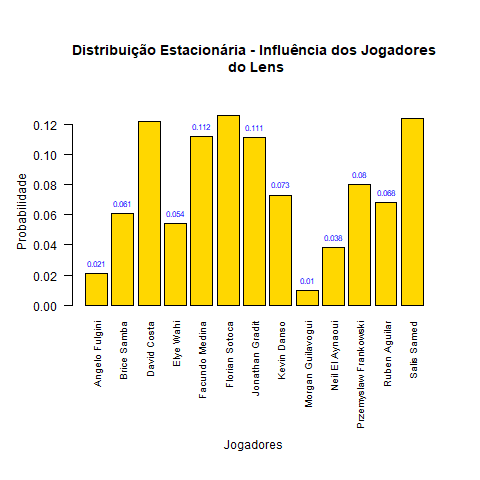 Distribuição Estacionária - Influência dos Jogadores
do Lens
Probabilidade
0.12
0.10
0.08
0.06
0.04
0.02
0.00
0.021
0.061
0.054
0.112
0.111
0.073
0.01
0.038
0.08
0.068
Angelo Fulgini
Brice Samba
David Costa
Elye Wahi
Facundo Medina
Florian Sotoca
Jonathan Gradit
Kevin Danso
Morgan Guilavogui
Neil El Aynaoui
Przemyslaw Frankowski
Ruben Aguilar
Salis Samed
Jogadores